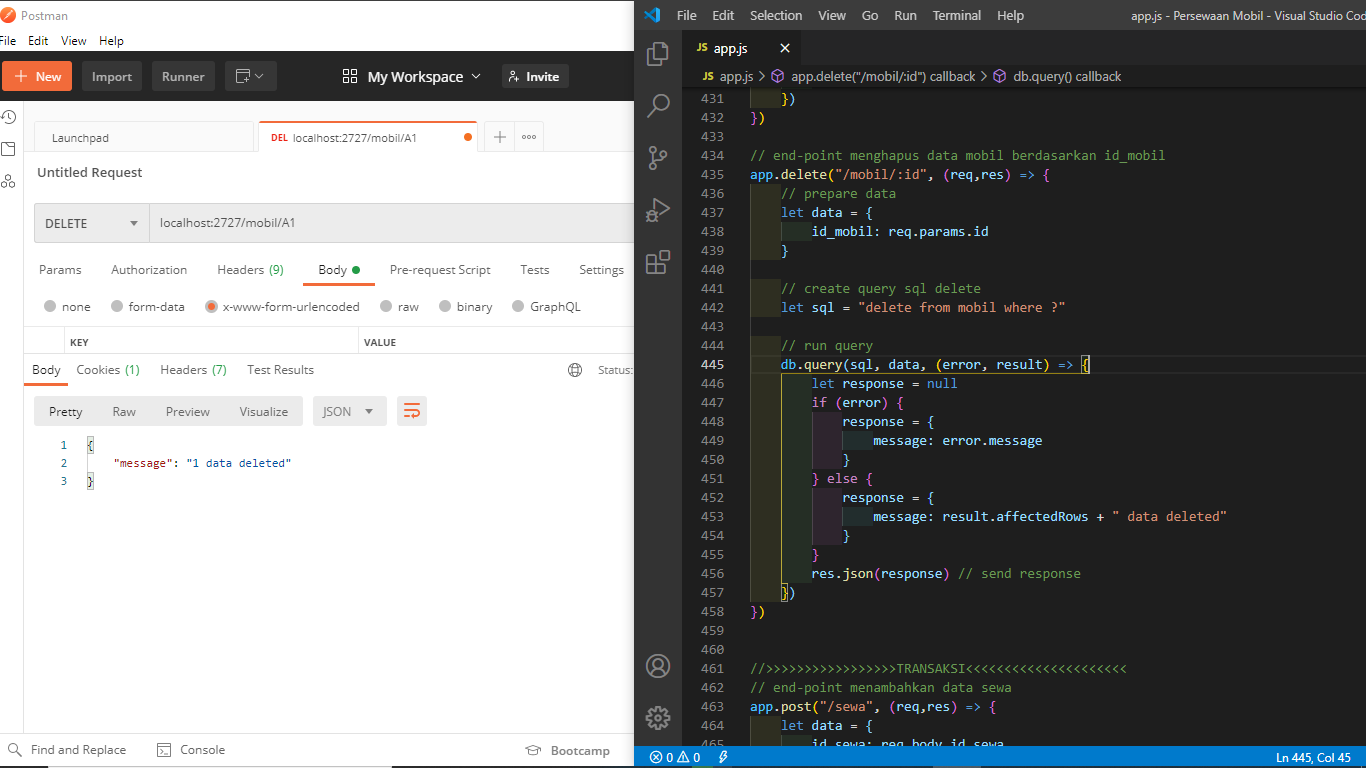 Postman
File Edit View Help
New
Import
Runner
My Workspace
Invite
Launchpad
DEL localhost:2727/mobil/A1
Untitled Request
DELETE
localhost:2727/mobil/A1
Params
Authorization
Headers (9)
Body
Pre-request Script
Tests
Settings
none
form-data
x-www-form-urlencoded
raw
binary
GraphQL
KEY
VALUE
Body
Cookies (1)
Headers (7)
Test Results
Status:
Pretty
Raw
Preview
Visualize
JSON
1 {
2 "message": "1 data deleted"
3 }
Find and Replace
Console
Bootcamp
File Edit Selection View Go Run Terminal Help
app.js - Persewaan Mobil - Visual Studio Cod
JS app.js
JS app.js > app.delete("/mobil/:id") callback > db.query() callback
431 })
432 })
433
434 // end-point menghapus data mobil berdasarkan id_mobil
435 app.delete("/mobil/:id", (req,res) => {
436 // prepare data
437 let data = {
438 id_mobil: req.params.id
439 }
440
441 // create query sql delete
442 let sql = "delete from mobil where ?"
443
444 // run query
445 db.query(sql, data, (error, result) => {
446 let response = null
447 if (error) {
448 response = {
449 message: error.message
450 }
451 } else {
452 response = {
453 message: result.affectedRows + " data deleted"
454 }
455 }
456 res.json(response) // send response
457 })
458 })
459
460
461 //>>>>>>>>>>>>>>>>>TRANSAKSI<<<<<<<<<<<<<<<<<<<<<
462 // end-point menambahkan data sewa
463 app.post("/sewa", (req,res) => {
464 let data = {
465 id_sewa: req.body.id_sewa
0 0
Ln 445, Col 45